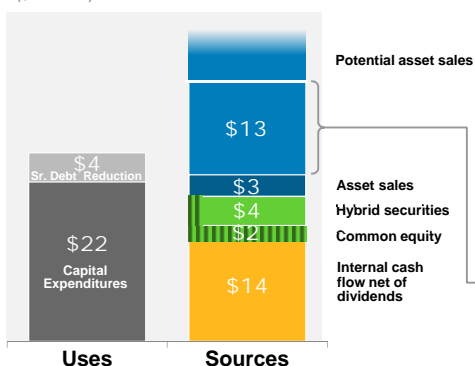 Potential asset sales
$13
$3
Asset sales
$4
Sr. Debt Reduction
$4
Hybrid securities
$2
Common equity
$22
Capital
Expenditures
$14
Internal cash
flow net of
dividends
Uses
Sources